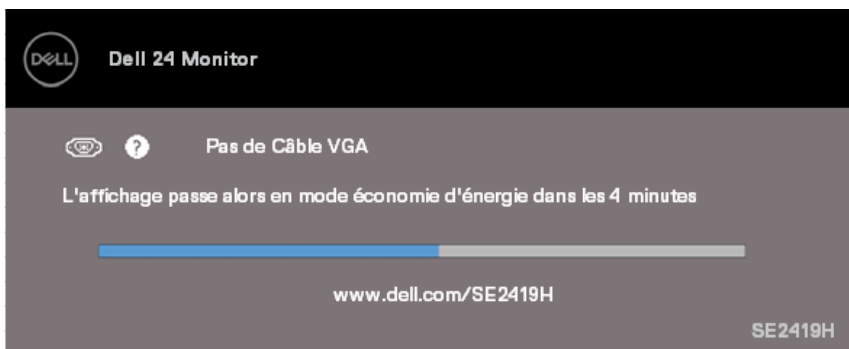 DELL
Dell 24 Monitor
? Pas de Câble VGA
L'affichage passe alors en mode économie d'énergie dans les 4 minutes
www.dell.com/SE2419H
SE2419H